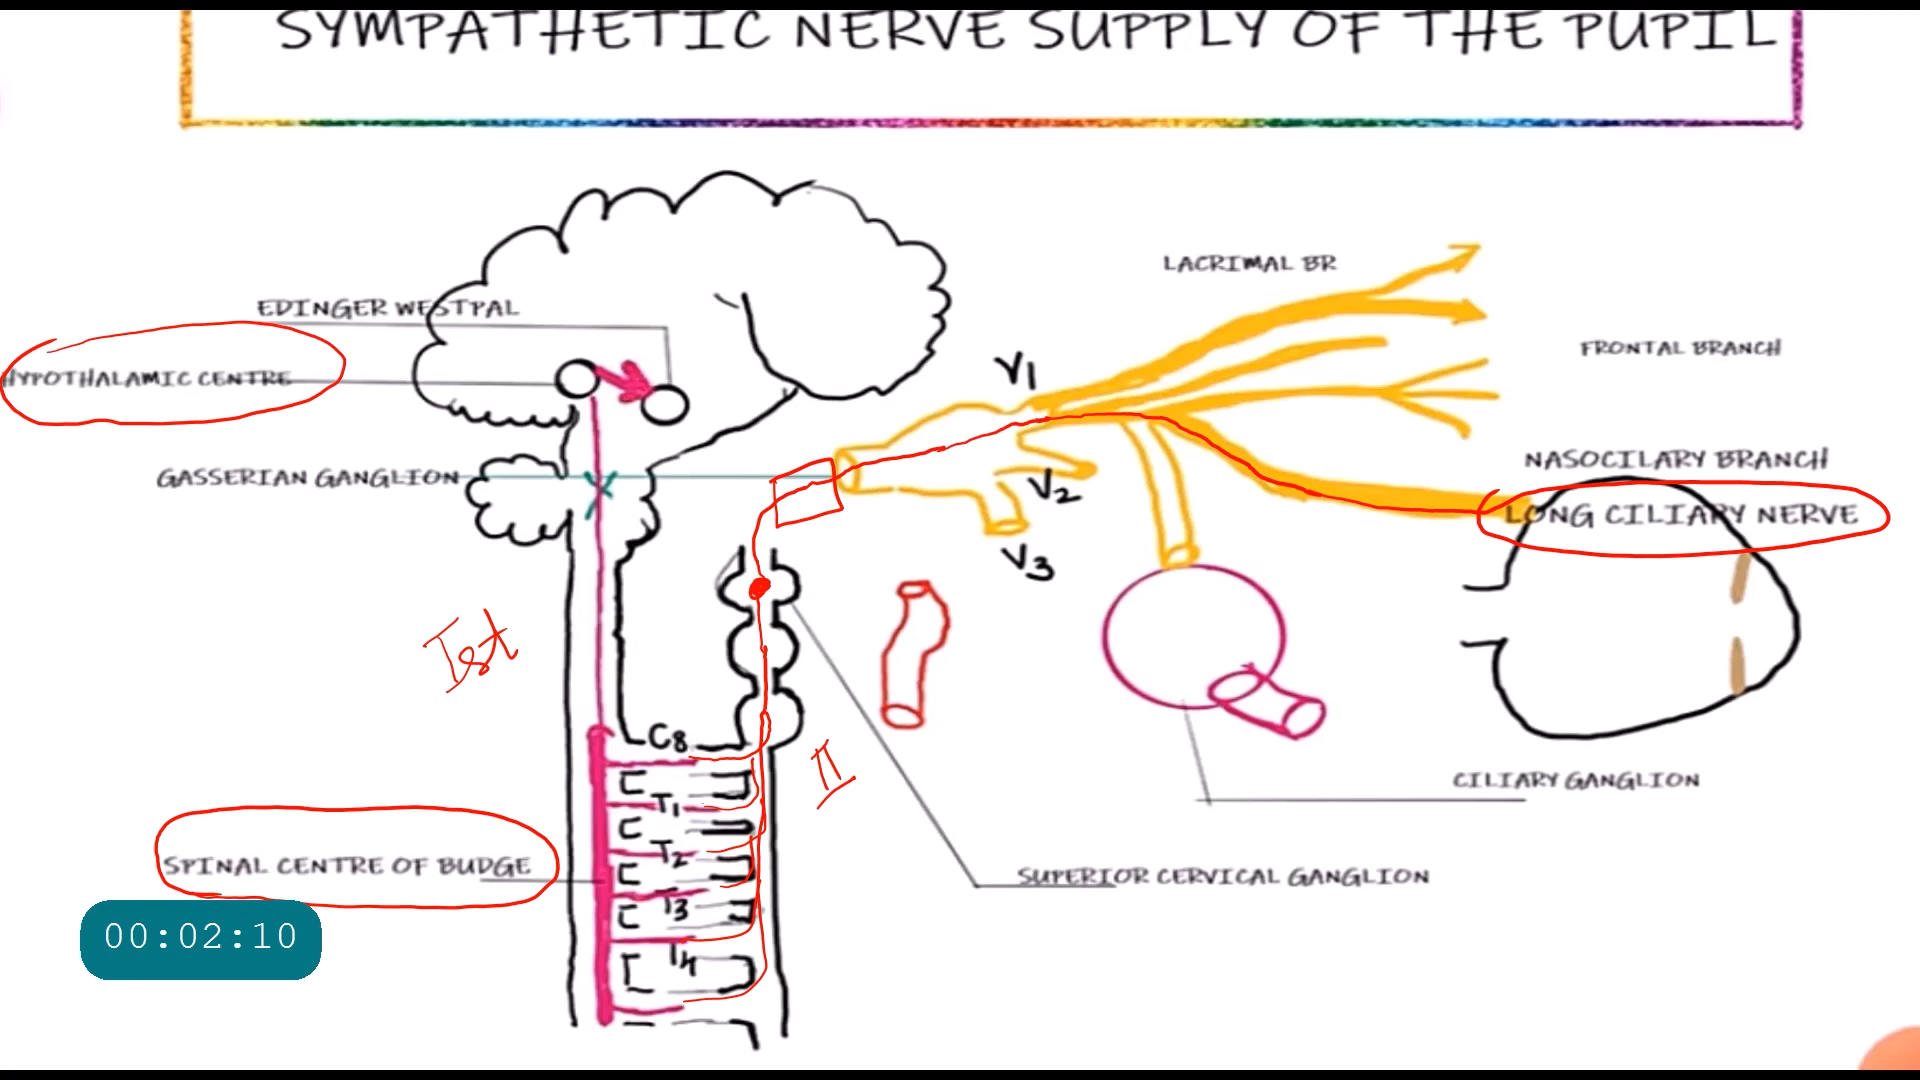 SYMPATHETIC NERVE SUPPLY OF THE PUPIL
LACRIMAL BR
EDINGER WESTPAL
FRONTAL BRANCH
V1
HYPOTHALAMIC CENTRE
NASOCILARY BRANCH
GASSERIAN GANGLION
V2
LONG CILIARY NERVE
V3
Ist
C8
II
CILIARY GANGLION
T1
T2
SPINAL CENTRE OF BUDGE
SUPERIOR CERVICAL GANGLION
T3
00:02:10
T4